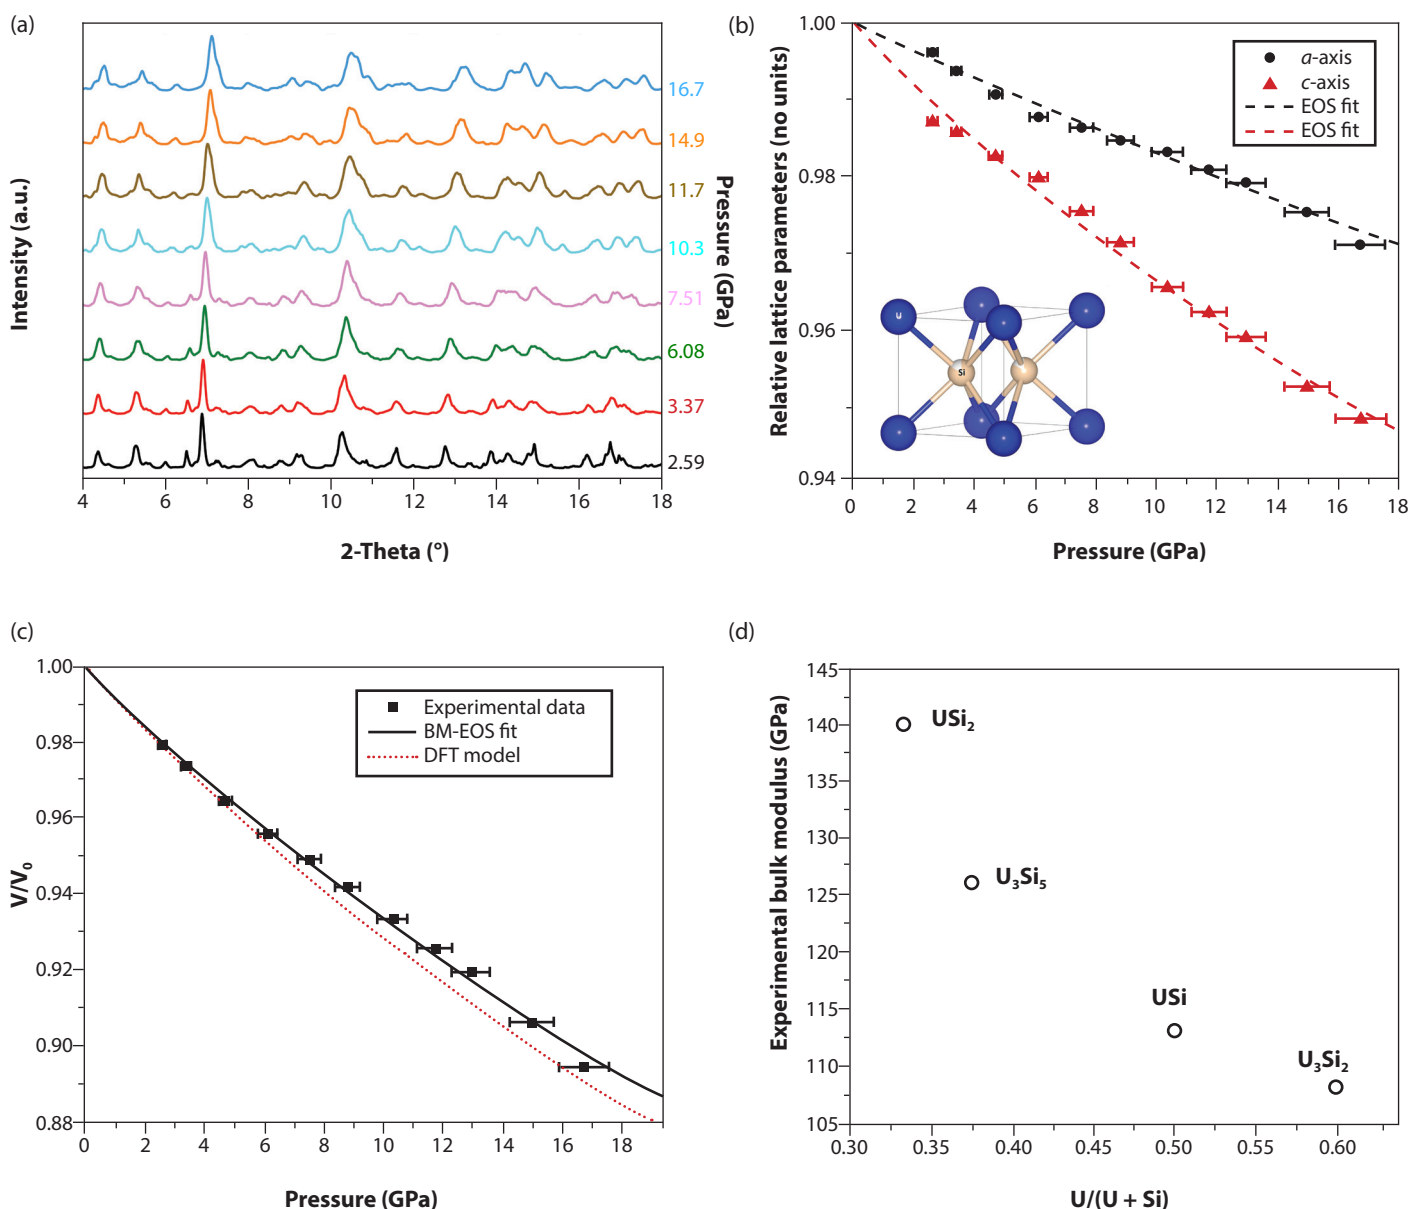 (a)
Intensity (a.u.)
16.7
14.9
11.7
10.3
7.51
6.08
3.37
2.59
Pressure (GPa)
4 6 8 10 12 14 16 18
2-Theta (°)
(b)
Relative lattice parameters (no units)
1.00
0.98
0.96
0.94
a-axis
c-axis
EOS fit
EOS fit
U
Si
0 2 4 6 8 10 12 14 16 18
Pressure (GPa)
(c)
V/V₀
1.00
0.98
0.96
0.94
0.92
0.90
0.88
Experimental data
BM-EOS fit
DFT model
0 2 4 6 8 10 12 14 16 18
Pressure (GPa)
(d)
Experimental bulk modulus (GPa)
145
140
135
130
125
120
115
110
105
USi₂
U₃Si₅
USi
U₃Si₂
0.30 0.35 0.40 0.45 0.50 0.55 0.60
U/(U + Si)